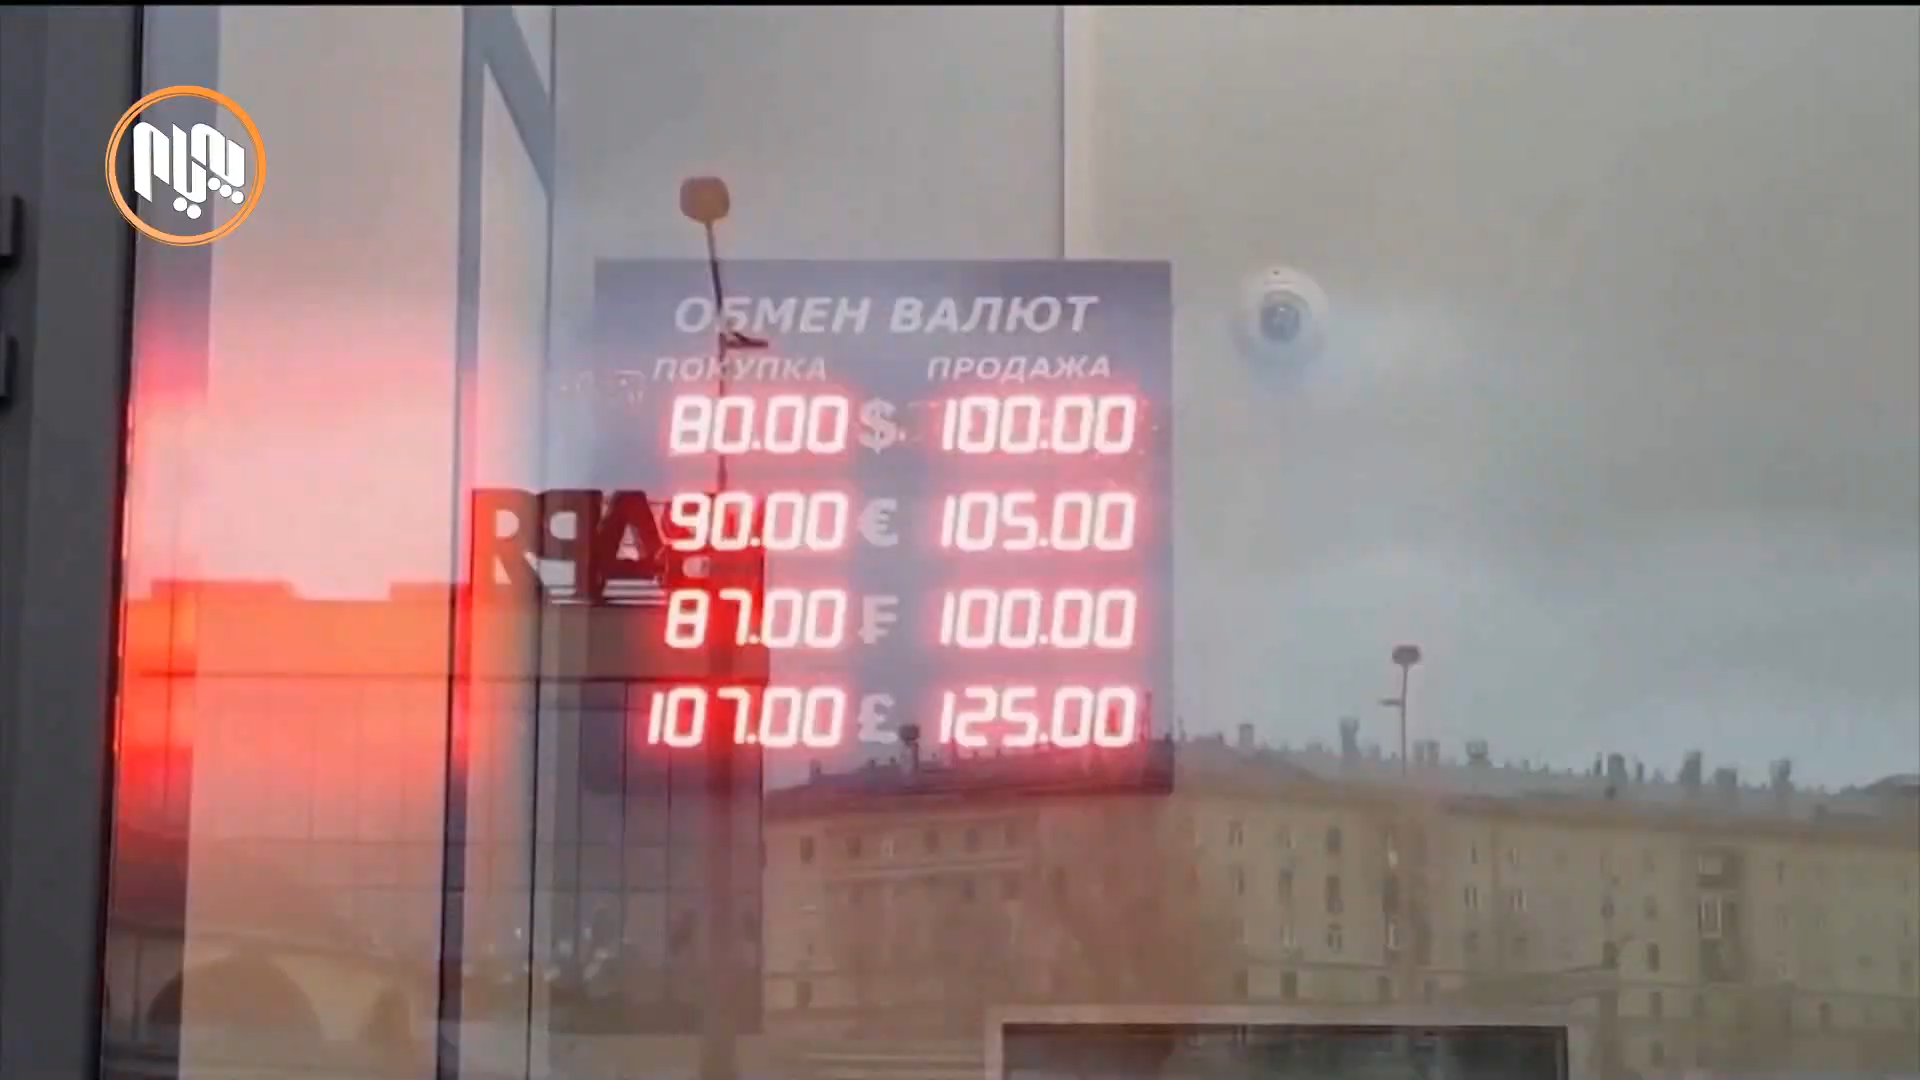 پیام
ОБМЕН ВАЛЮТ
ПОКУПКА ПРОДАЖА
80.00 $ 100.00
90.00 € 105.00
87.00 ₣ 100.00
107.00 £ 125.00